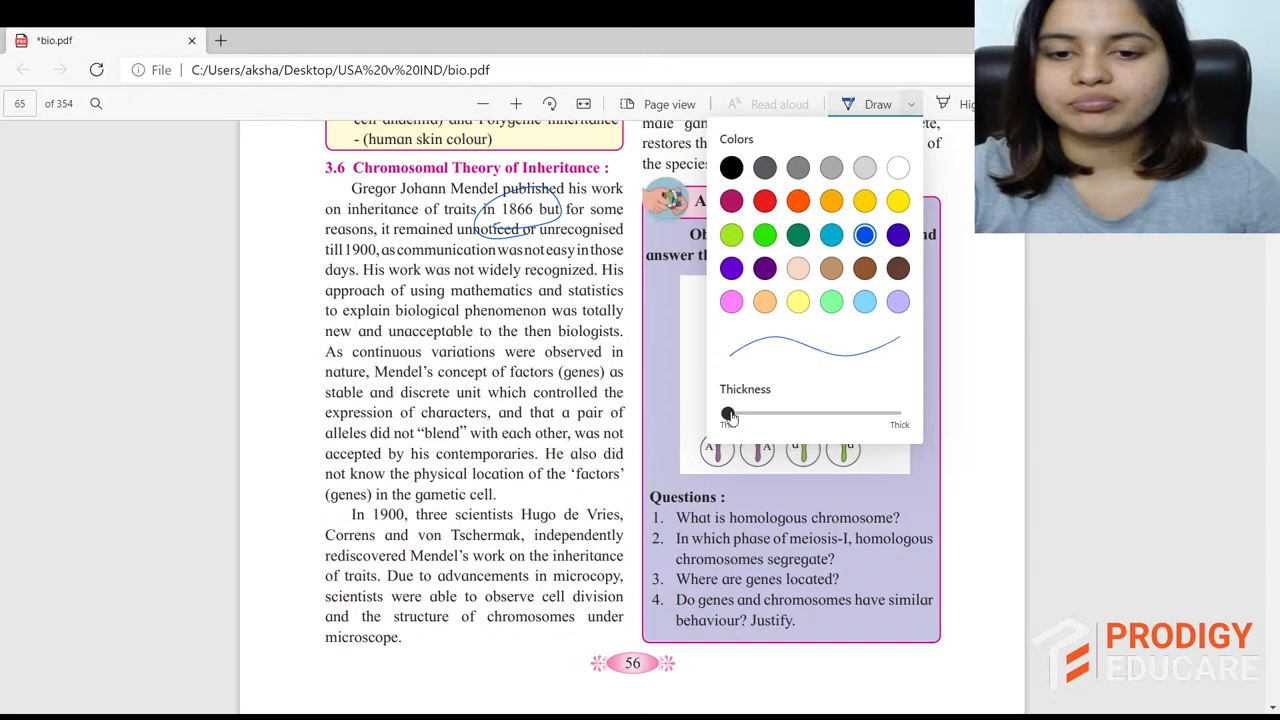 *bio.pdf
File
C:/Users/aksha/Desktop/USA%20v%20IND/bio.pdf
65 of 354
Page view
Read aloud
Draw
Colors
Thickness
Thick
cell anaemia) and Polygenic inheritance
- (human skin colour)
3.6 Chromosomal Theory of Inheritance :
Gregor Johann Mendel published his work
on inheritance of traits in 1866 but for some
reasons, it remained unnoticed or unrecognised
till 1900, as communication was not easy in those
days. His work was not widely recognized. His
approach of using mathematics and statistics
to explain biological phenomenon was totally
new and unacceptable to the then biologists.
As continuous variations were observed in
nature, Mendel's concept of factors (genes) as
stable and discrete unit which controlled the
expression of characters, and that a pair of
alleles did not “blend” with each other, was not
accepted by his contemporaries. He also did
not know the physical location of the ‘factors’
(genes) in the gametic cell.
In 1900, three scientists Hugo de Vries,
Correns and von Tschermak, independently
rediscovered Mendel's work on the inheritance
of traits. Due to advancements in microcopy,
scientists were able to observe cell division
and the structure of chromosomes under
microscope.
male
restores
of the
the species
A
and
answer
A A a a
Questions :
1. What is homologous chromosome?
2. In which phase of meiosis-I, homologous
chromosomes segregate?
3. Where are genes located?
4. Do genes and chromosomes have similar
behaviour? Justify.
56
PRODIGY
EDUCARE